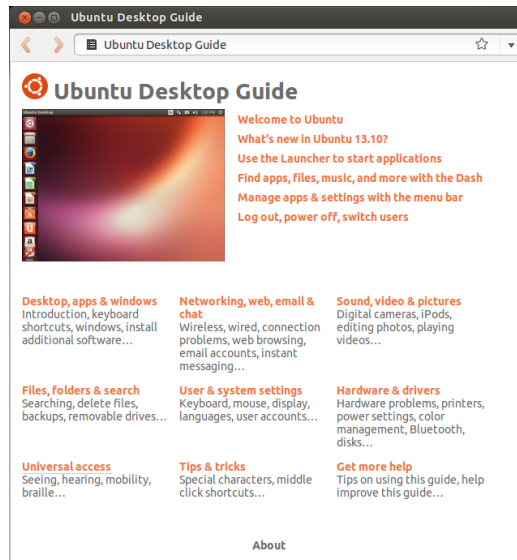 Ubuntu Desktop Guide
Ubuntu Desktop Guide
Ubuntu Desktop Guide
Ubuntu Desktop
Welcome to Ubuntu
What's new in Ubuntu 13.10?
Use the Launcher to start applications
Find apps, files, music, and more with the Dash
Manage apps & settings with the menu bar
Log out, power off, switch users
Desktop, apps & windows
Introduction, keyboard
shortcuts, windows, install
additional software…
Networking, web, email &
chat
Wireless, wired, connection
problems, web browsing,
email accounts, instant
messaging…
Sound, video & pictures
Digital cameras, iPods,
editing photos, playing
videos…
Files, folders & search
Searching, delete files,
backups, removable drives…
User & system settings
Keyboard, mouse, display,
languages, user accounts…
Hardware & drivers
Hardware problems, printers,
power settings, color
management, Bluetooth,
disks…
Universal access
Seeing, hearing, mobility,
braille…
Tips & tricks
Special characters, middle
click shortcuts…
Get more help
Tips on using this guide, help
improve this guide…
About